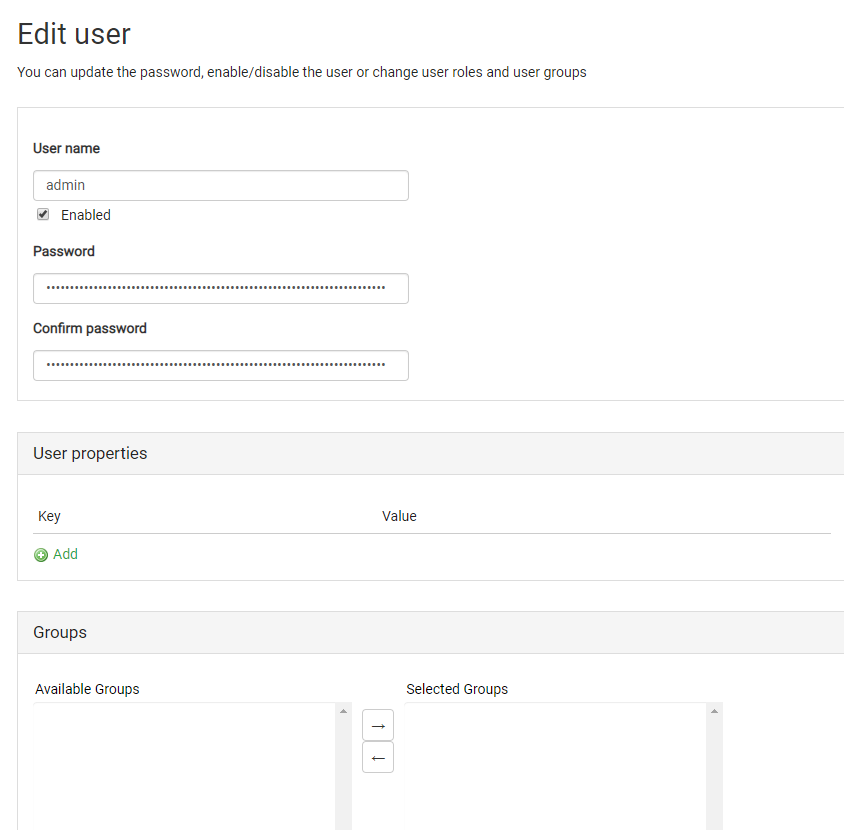 Edit user
You can update the password, enable/disable the user or change user roles and user groups
User name
admin
Enabled
Password
Confirm password
User properties
Key Value
Add
Groups
Available Groups Selected Groups
→
←